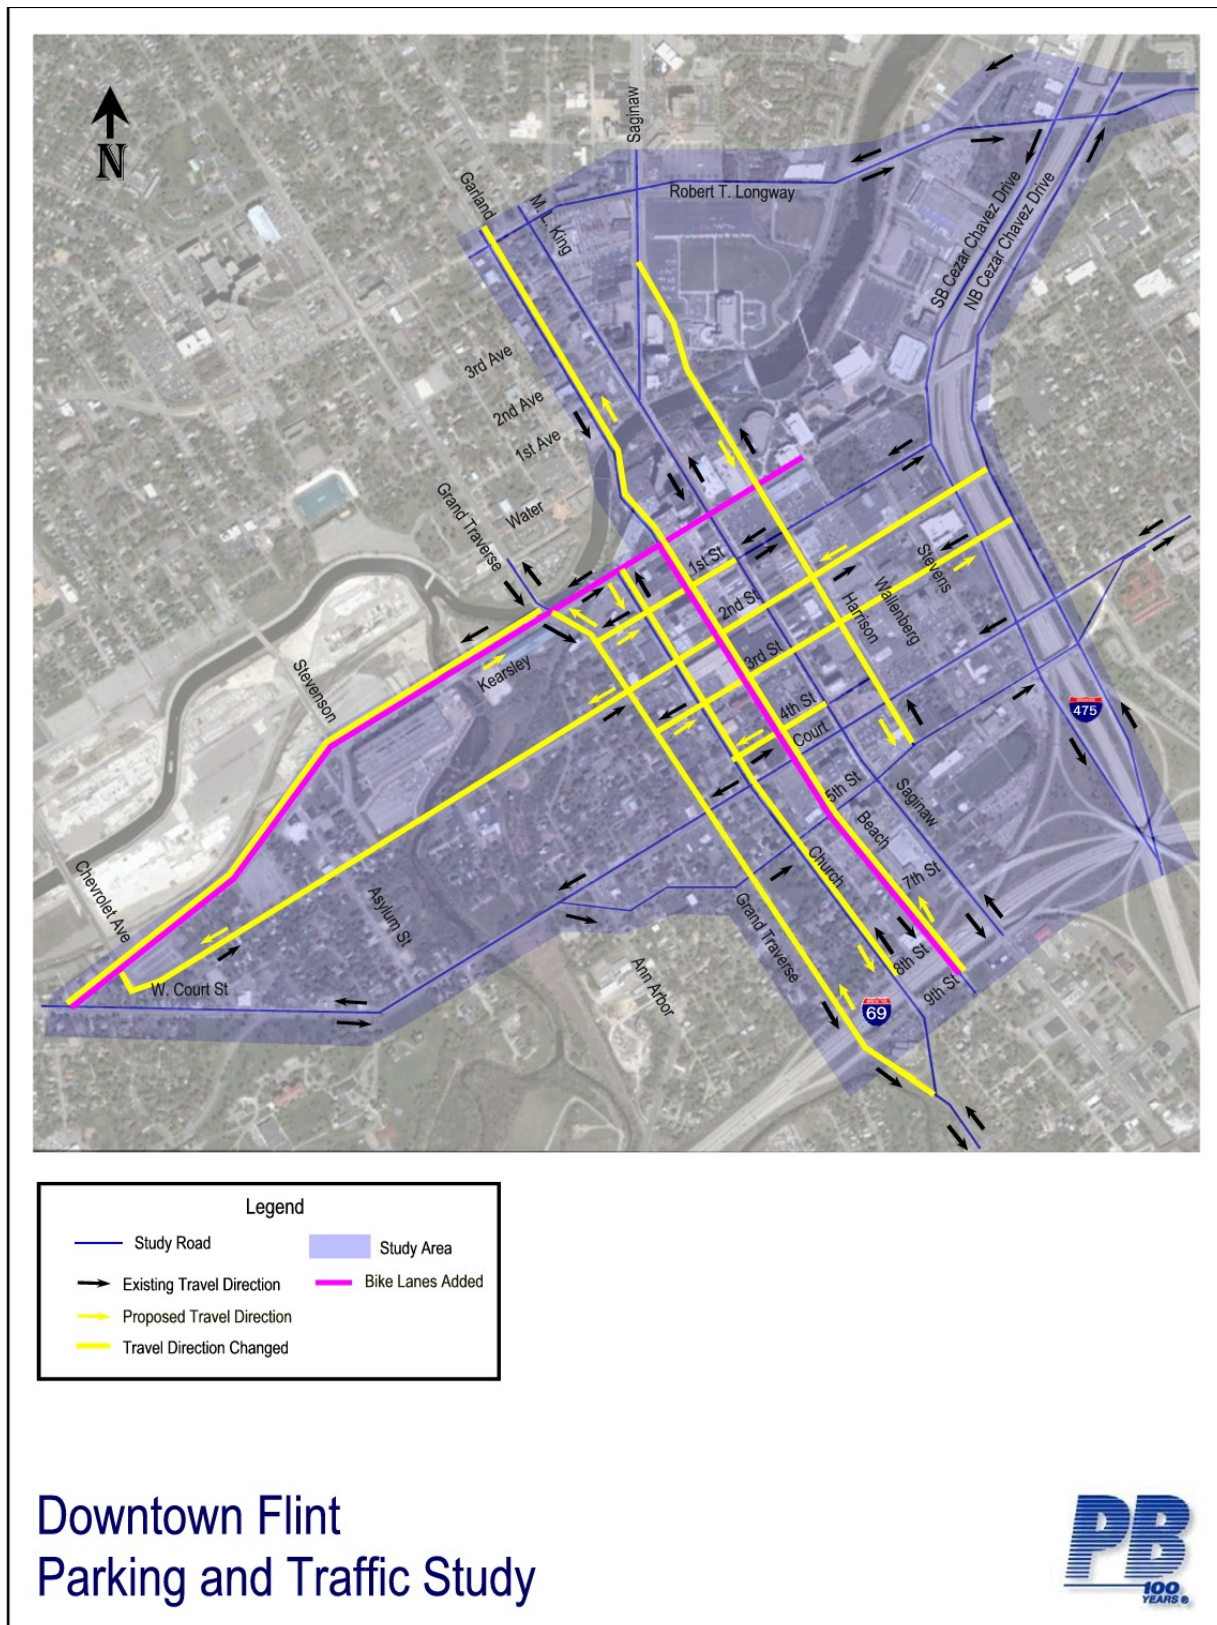 N
Saginaw
Garland
M. L. King
Robert T. Longway
SB Cezar Chavez Drive
NB Cezar Chavez Drive
3rd Ave
2nd Ave
1st Ave
Water
Grand Traverse
1st St
2nd St
3rd St
4th St
Court
5th St
Stevens
Wallenberg
Harrison
Kearsley
Stevenson
475
Saginaw
Beach
7th St
Church
8th St
9th St
Grand Traverse
Chevrolet Ave
Asylum St
Ann Arbor
W. Court St
69
Legend
Study Road
Study Area
Existing Travel Direction
Bike Lanes Added
Proposed Travel Direction
Travel Direction Changed
Downtown Flint
Parking and Traffic Study
PB
100
YEARS ®